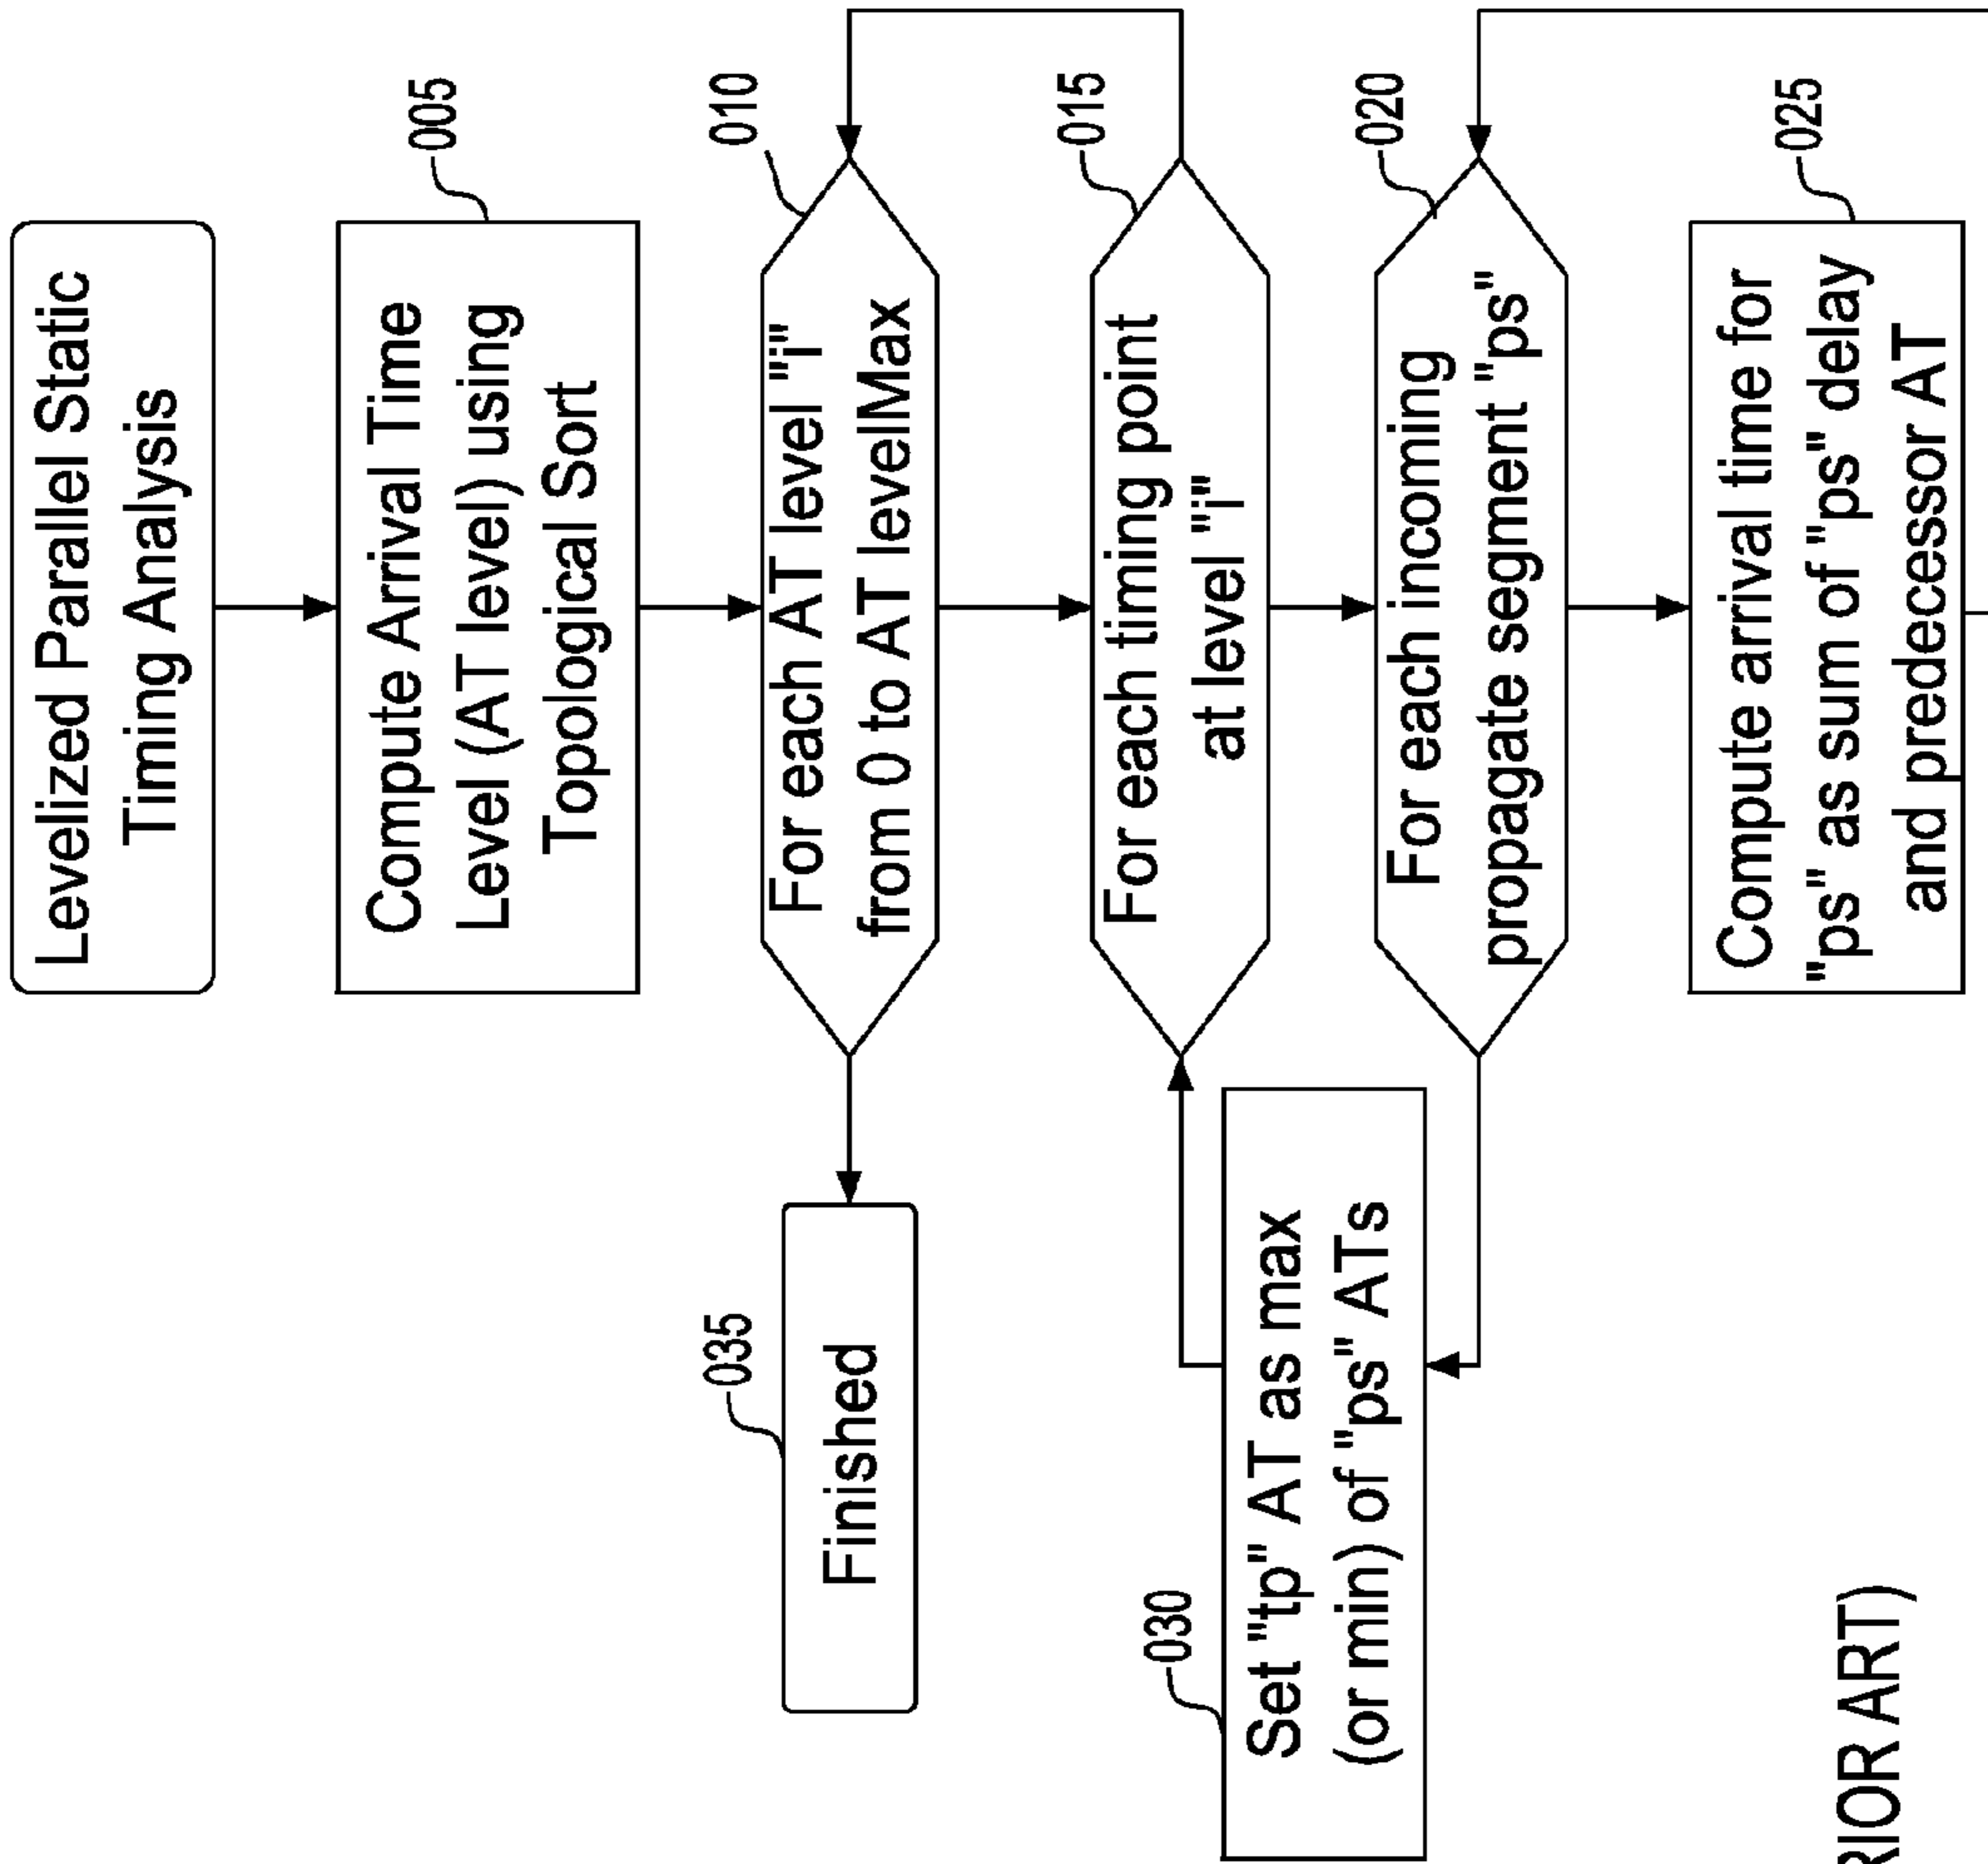 Levelized Parallel Static
Timing Analysis
005
Compute Arrival Time
Level (AT level) using
Topological Sort
010
For each AT level "i"
from 0 to AT levelMax
035
Finished
015
For each timing point
at level "i"
030
Set "tp" AT as max
(or min) of "ps" ATs
020
For each incoming
propagate segment "ps"
025
Compute arrival time for
"ps" as sum of "ps" delay
and predecessor AT
RIOR ART)